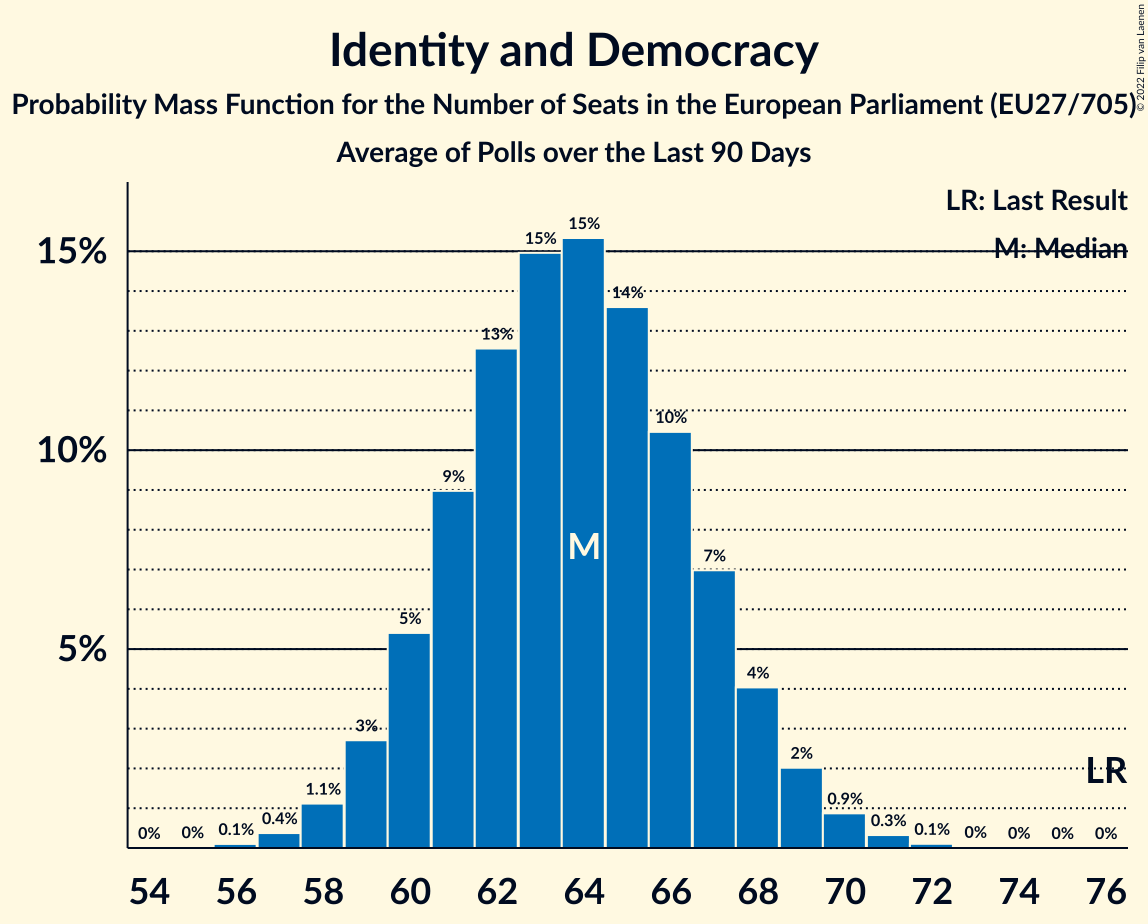 Identity and Democracy
Probability Mass Function for the Number of Seats in the European Parliament (EU27/705)
Average of Polls over the Last 90 Days
© 2022 Filip van Laenen
LR: Last Result
M: Median
15%
10%
5%
0%
0%
0.1%
0.4%
1.1%
3%
5%
9%
13%
15%
15%
14%
10%
7%
4%
2%
0.9%
0.3%
0.1%
0%
0%
0%
0%
M
LR
54 56 58 60 62 64 66 68 70 72 74 76